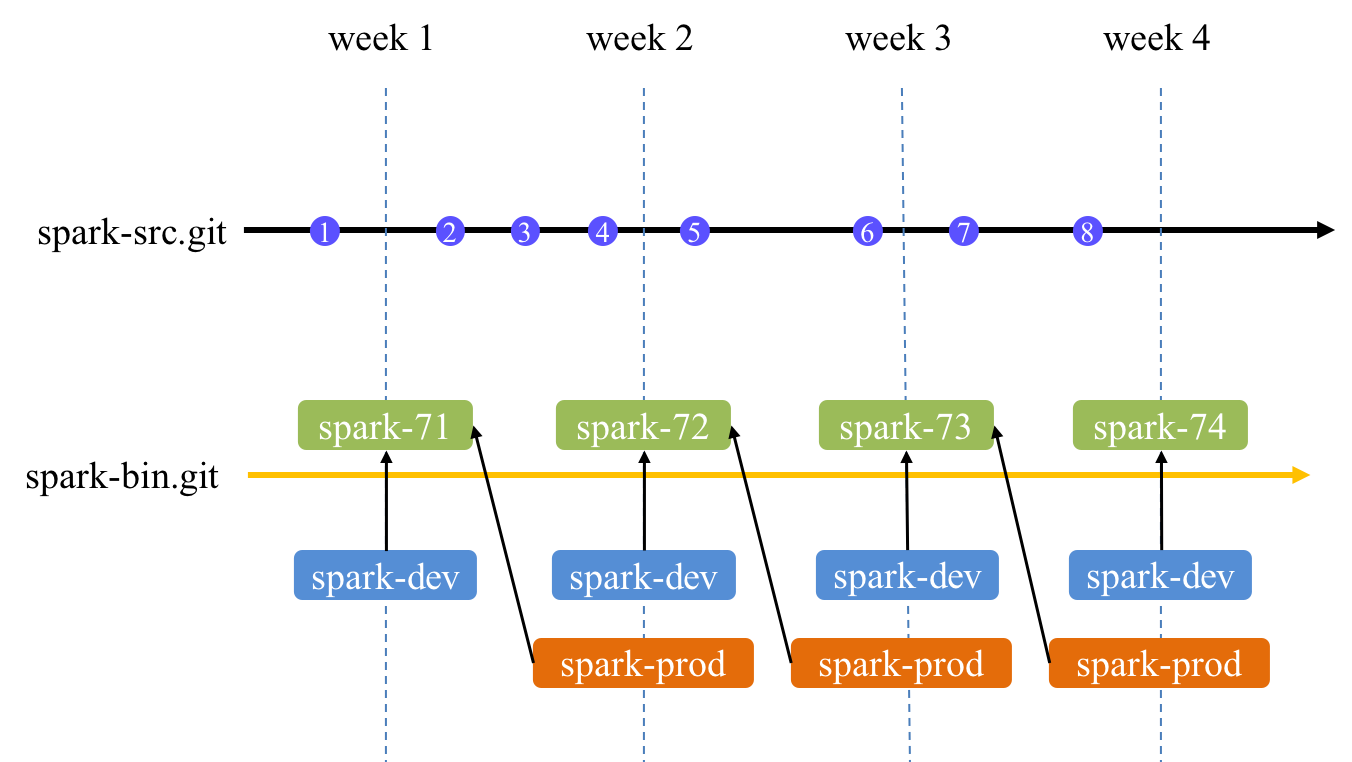 week 1 week 2 week 3 week 4
spark-src.git 1 2 3 4 5 6 7 8
spark-71 spark-72 spark-73 spark-74
spark-bin.git
spark-dev spark-dev spark-dev spark-dev
spark-prod spark-prod spark-prod